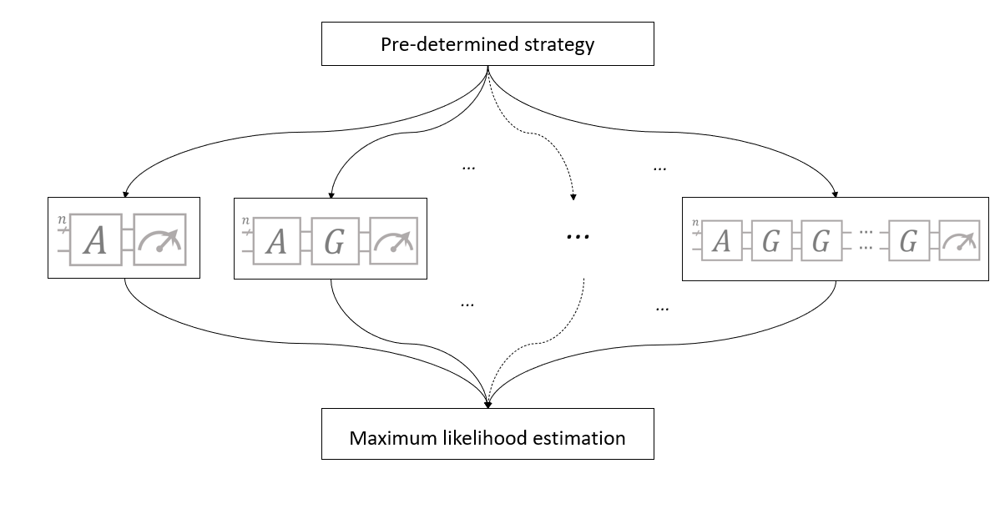 Pre-determined strategy
... ...
n A
n A G
...
n A G G ... ... G
... ...
Maximum likelihood estimation